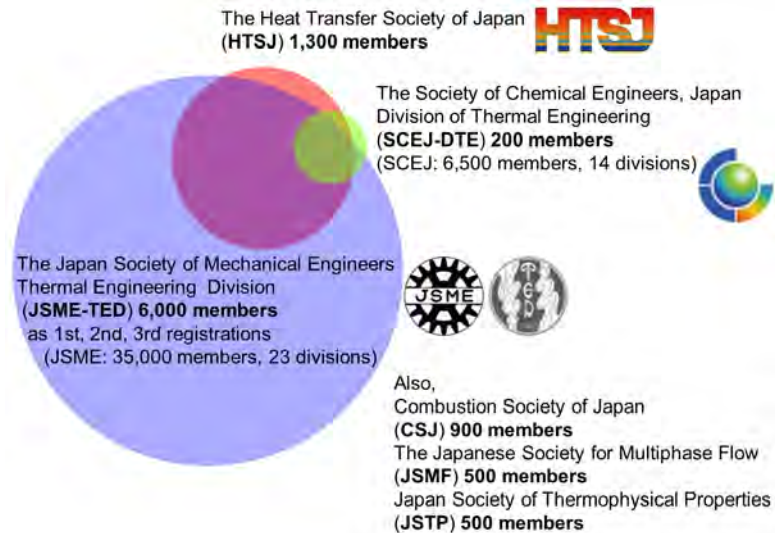 The Heat Transfer Society of Japan
(HTSJ) 1,300 members
HTSJ
The Society of Chemical Engineers, Japan
Division of Thermal Engineering
(SCEJ-DTE) 200 members
(SCEJ: 6,500 members, 14 divisions)
The Japan Society of Mechanical Engineers
Thermal Engineering Division
(JSME-TED) 6,000 members
as 1st, 2nd, 3rd registrations
(JSME: 35,000 members, 23 divisions)
JSME
TED
Also,
Combustion Society of Japan
(CSJ) 900 members
The Japanese Society for Multiphase Flow
(JSMF) 500 members
Japan Society of Thermophysical Properties
(JSTP) 500 members